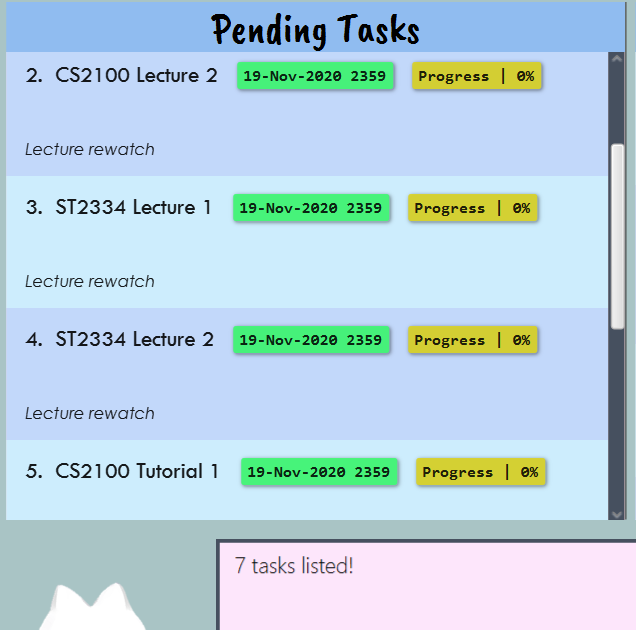 Pending Tasks
2. CS2100 Lecture 2 19-Nov-2020 2359 Progress | 0%
Lecture rewatch
3. ST2334 Lecture 1 19-Nov-2020 2359 Progress | 0%
Lecture rewatch
4. ST2334 Lecture 2 19-Nov-2020 2359 Progress | 0%
Lecture rewatch
5. CS2100 Tutorial 1 19-Nov-2020 2359 Progress | 0%
7 tasks listed!